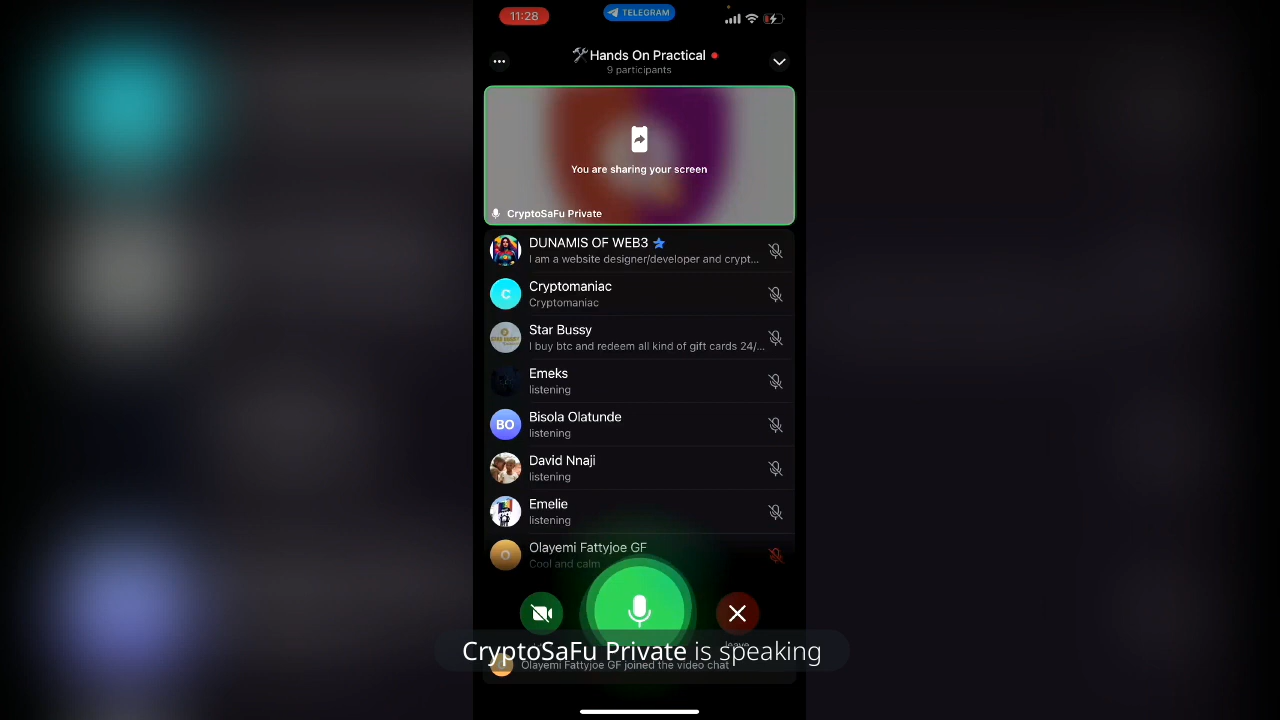 11:28
TELEGRAM
🛠Hands On Practical
9 participants
You are sharing your screen
CryptoSaFu Private
DUNAMIS OF WEB3
I am a website designer/developer and crypt...
C
Cryptomaniac
Cryptomaniac
Star Bussy
I buy btc and redeem all kind of gift cards 24/...
Emeks
listening
BO
Bisola Olatunde
listening
David Nnaji
listening
Emelie
listening
O
Olayemi Fattyjoe GF
Cool and calm
CryptoSaFu Private is speaking
Olayemi Fattyjoe GF joined the video chat